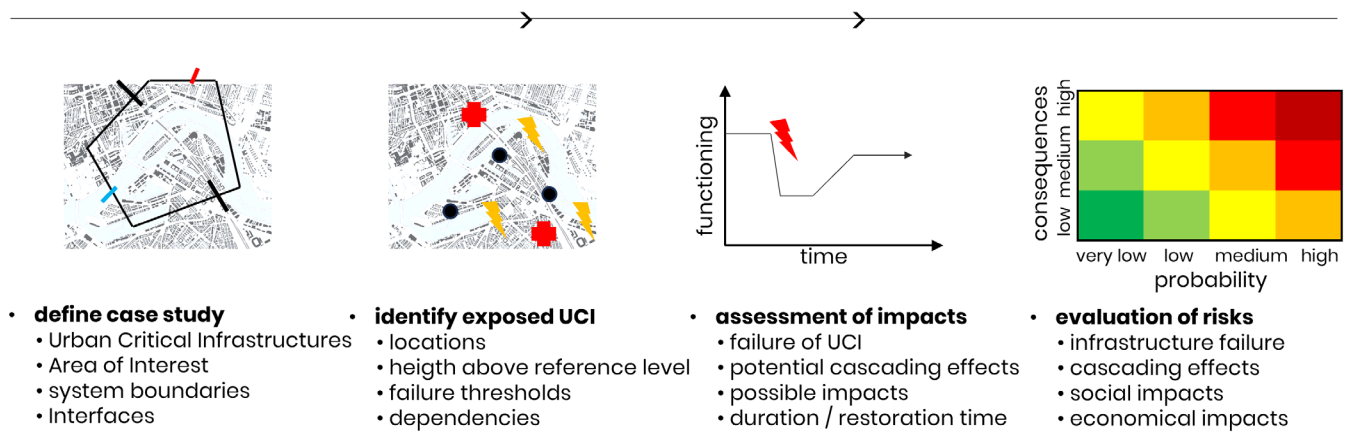 functioning
time
consequences
low medium high
very low low medium high
probability
• define case study
• Urban Critical Infrastructures
• Area of Interest
• system boundaries
• Interfaces
• identify exposed UCI
• locations
• heigth above reference level
• failure thresholds
• dependencies
• assessment of impacts
• failure of UCI
• potential cascading effects
• possible impacts
• duration / restoration time
• evaluation of risks
• infrastructure failure
• cascading effects
• social impacts
• economical impacts